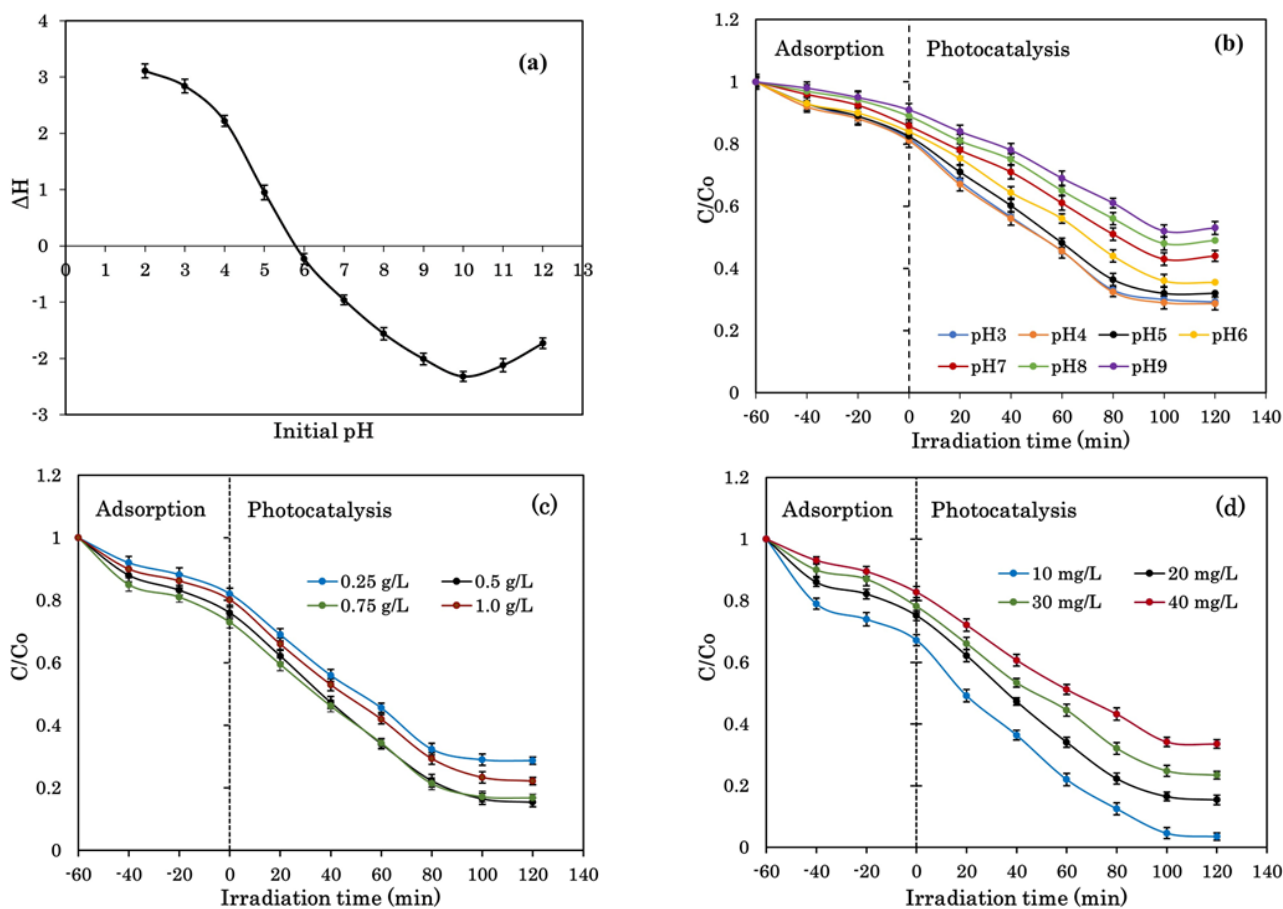 (a)
ΔH
4
3
2
1
0
-1
-2
-3
0 1 2 3 4 5 6 7 8 9 10 11 12 13
Initial pH
(b)
Adsorption Photocatalysis
C/Co
1.2
1
0.8
0.6
0.4
0.2
0
pH3 pH4 pH5 pH6
pH7 pH8 pH9
-60 -40 -20 0 20 40 60 80 100 120 140
Irradiation time (min)
(c)
Adsorption Photocatalysis
C/Co
1.2
1
0.8
0.6
0.4
0.2
0
0.25 g/L 0.5 g/L
0.75 g/L 1.0 g/L
-60 -40 -20 0 20 40 60 80 100 120 140
Irradiation time (min)
(d)
Adsorption Photocatalysis
C/Co
1.2
1
0.8
0.6
0.4
0.2
0
10 mg/L 20 mg/L
30 mg/L 40 mg/L
-60 -40 -20 0 20 40 60 80 100 120 140
Irradiation time (min)